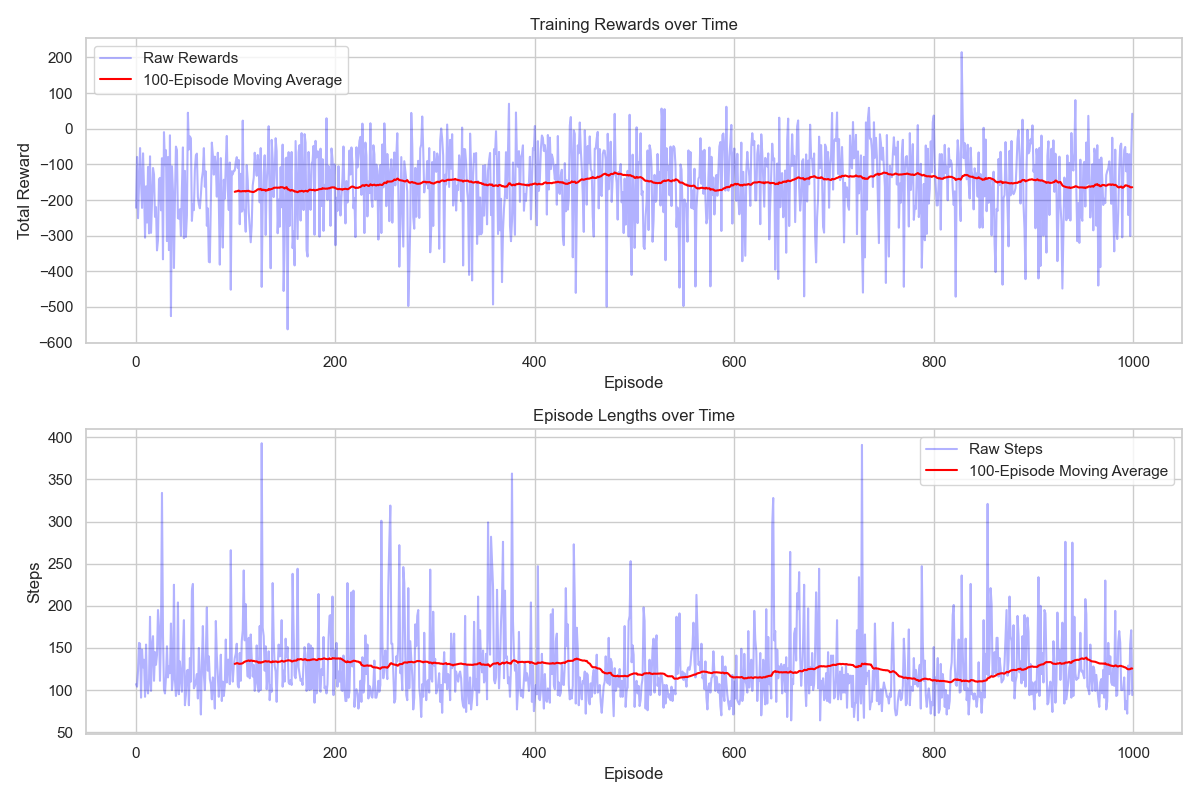 Training Rewards over Time
Raw Rewards
100-Episode Moving Average
Total Reward
200
100
0
−100
−200
−300
−400
−500
−600
0 200 400 600 800 1000
Episode
Episode Lengths over Time
Raw Steps
100-Episode Moving Average
Steps
400
350
300
250
200
150
100
50
0 200 400 600 800 1000
Episode